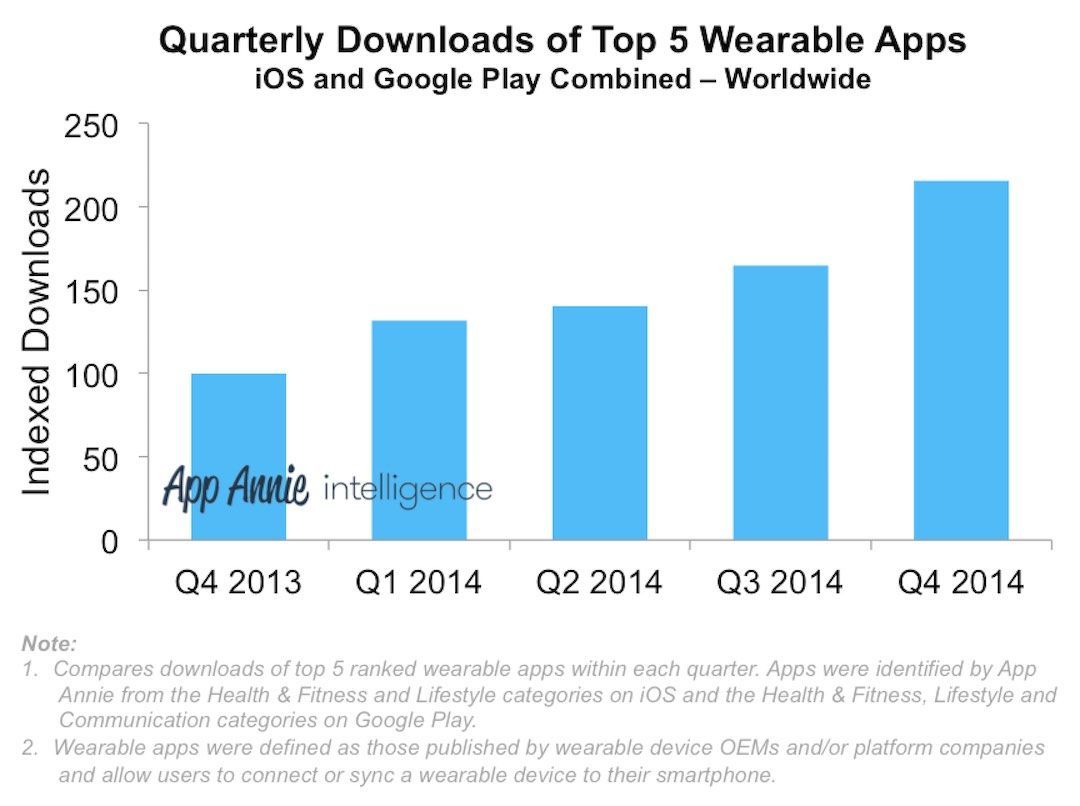 Quarterly Downloads of Top 5 Wearable Apps
iOS and Google Play Combined – Worldwide
Indexed Downloads
250
200
150
100
50
0
App Annie intelligence
Q4 2013 Q1 2014 Q2 2014 Q3 2014 Q4 2014
Note:
1. Compares downloads of top 5 ranked wearable apps within each quarter. Apps were identified by App
Annie from the Health & Fitness and Lifestyle categories on iOS and the Health & Fitness, Lifestyle and
Communication categories on Google Play.
2. Wearable apps were defined as those published by wearable device OEMs and/or platform companies
and allow users to connect or sync a wearable device to their smartphone.